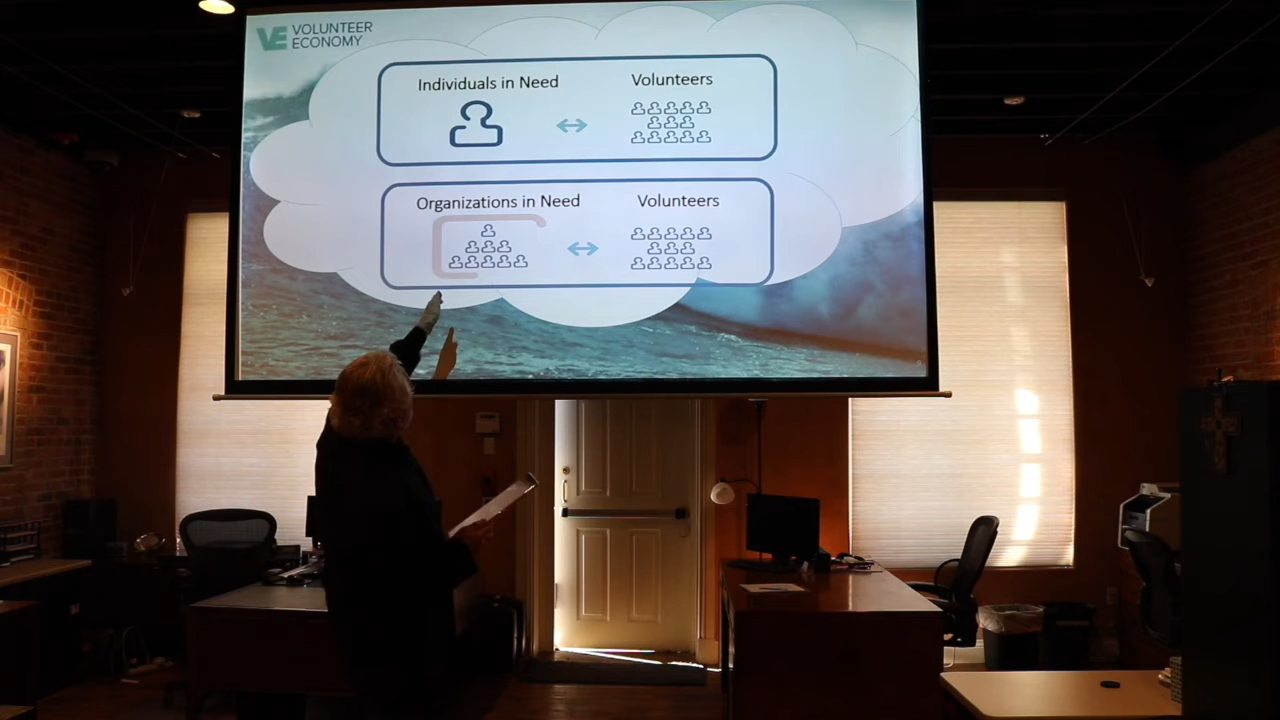 VE VOLUNTEER
ECONOMY
Individuals in Need
Volunteers
Organizations in Need
Volunteers